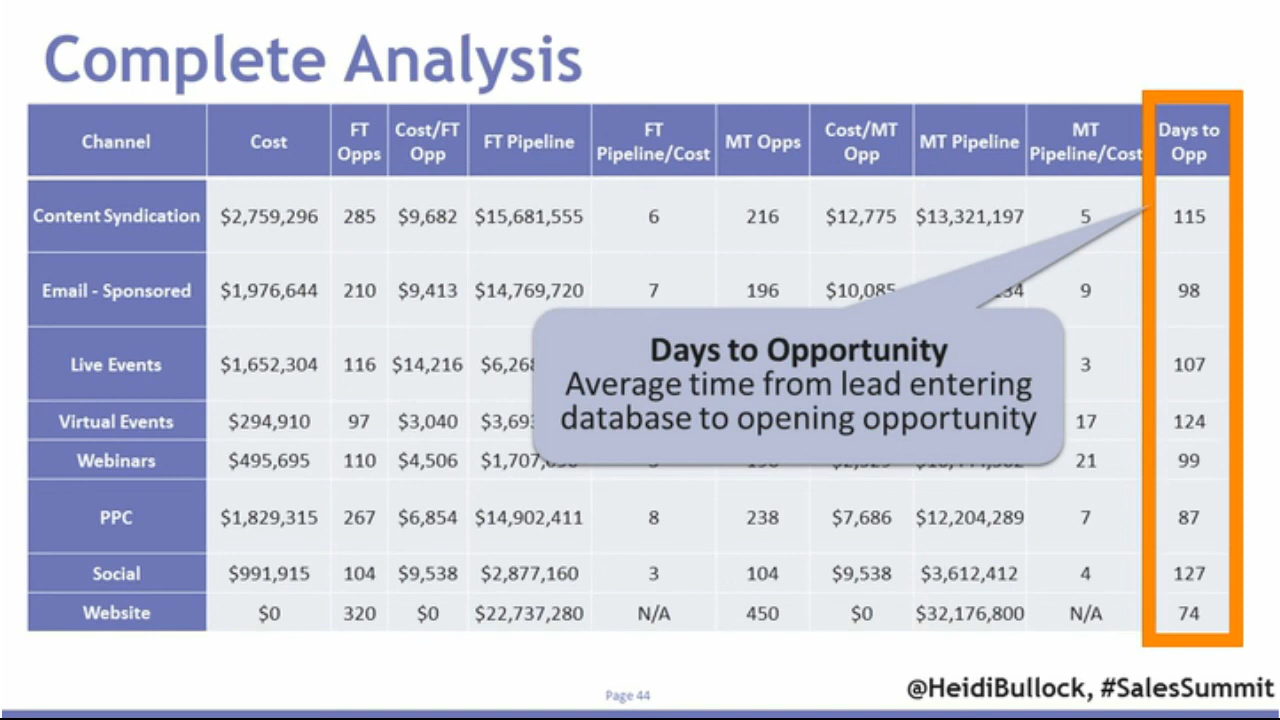 Complete Analysis
Channel Cost FT Opps Cost/FT Opp FT Pipeline FT Pipeline/Cost MT Opps Cost/MT Opp MT Pipeline MT Pipeline/Cost Days to Opp
Content Syndication $2,759,296 285 $9,682 $15,681,555 6 216 $12,775 $13,321,197 5 115
Email - Sponsored $1,976,644 210 $9,413 $14,769,720 7 196 $10,085 9 98
Live Events $1,652,304 116 $14,216 3 107
Virtual Events $294,910 97 $3,040 17 124
Webinars $495,695 110 $4,506 21 99
PPC $1,829,315 267 $6,854 $14,902,411 8 238 $7,686 $12,204,289 7 87
Social $991,915 104 $9,538 $2,877,160 3 104 $9,538 $3,612,412 4 127
Website $0 320 $0 $22,737,280 N/A 450 $0 $32,176,800 N/A 74
Days to Opportunity
Average time from lead entering
database to opening opportunity
Page 44
@HeidiBullock, #SalesSummit